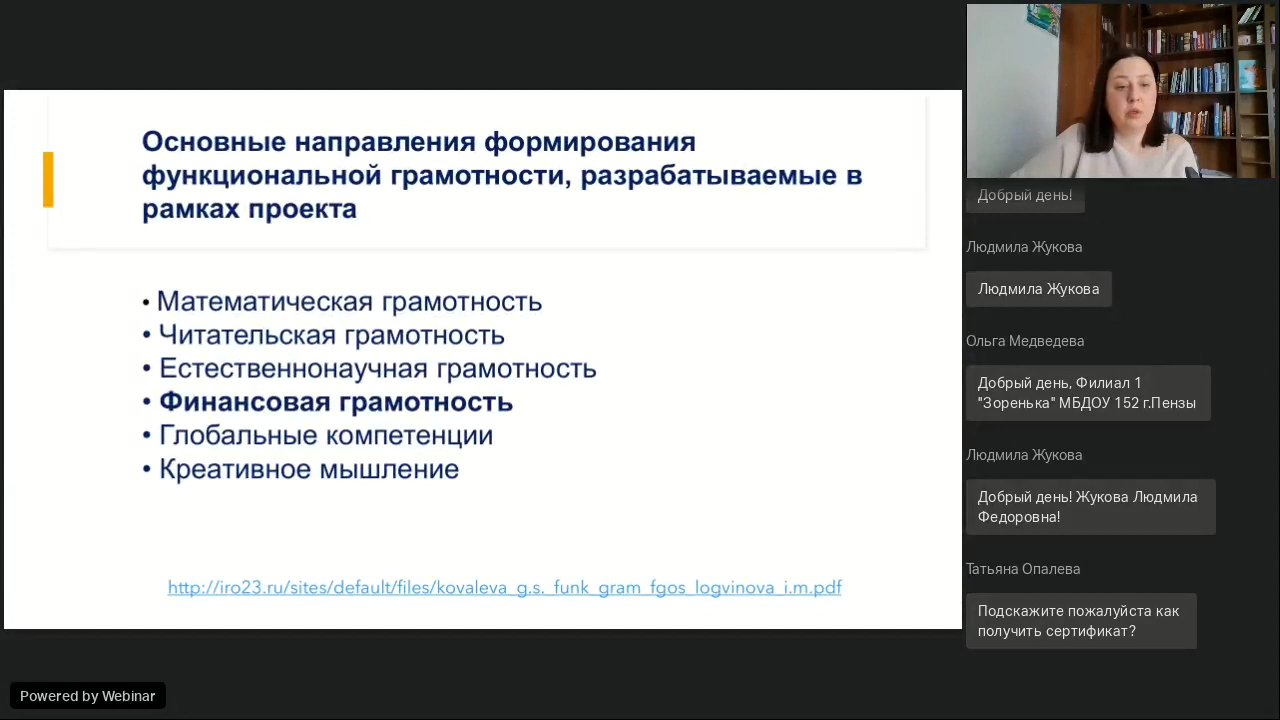 Основные направления формирования
функциональной грамотности, разрабатываемые в
рамках проекта
• Математическая грамотность
• Читательская грамотность
• Естественнонаучная грамотность
• Финансовая грамотность
• Глобальные компетенции
• Креативное мышление
http://iro23.ru/sites/default/files/kovaleva_g.s._funk_gram_fgos_logvinova_i.m.pdf
Добрый день!
Людмила Жукова
Людмила Жукова
Ольга Медведева
Добрый день, Филиал 1
"Зоренька" МБДОУ 152 г.Пензы
Людмила Жукова
Добрый день! Жукова Людмила
Федоровна!
Татьяна Опалева
Подскажите пожалуйста как
получить сертификат?
Powered by Webinar